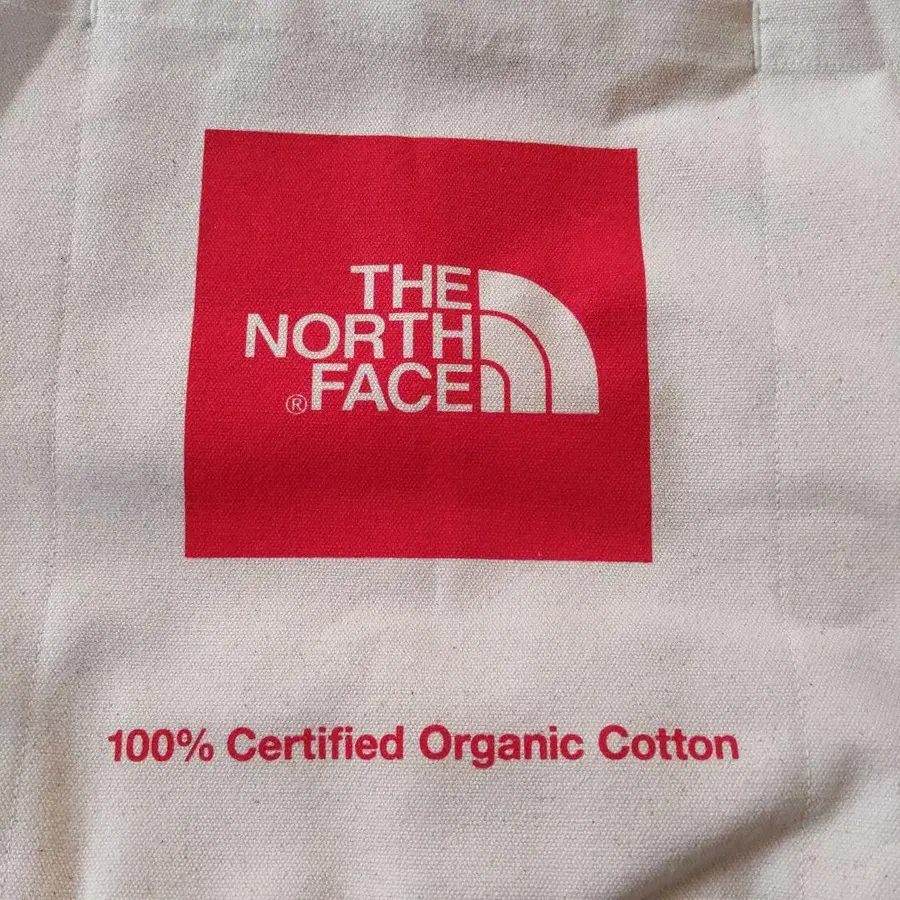 THE
NORTH
®FACE
100% Certified Organic Cotton